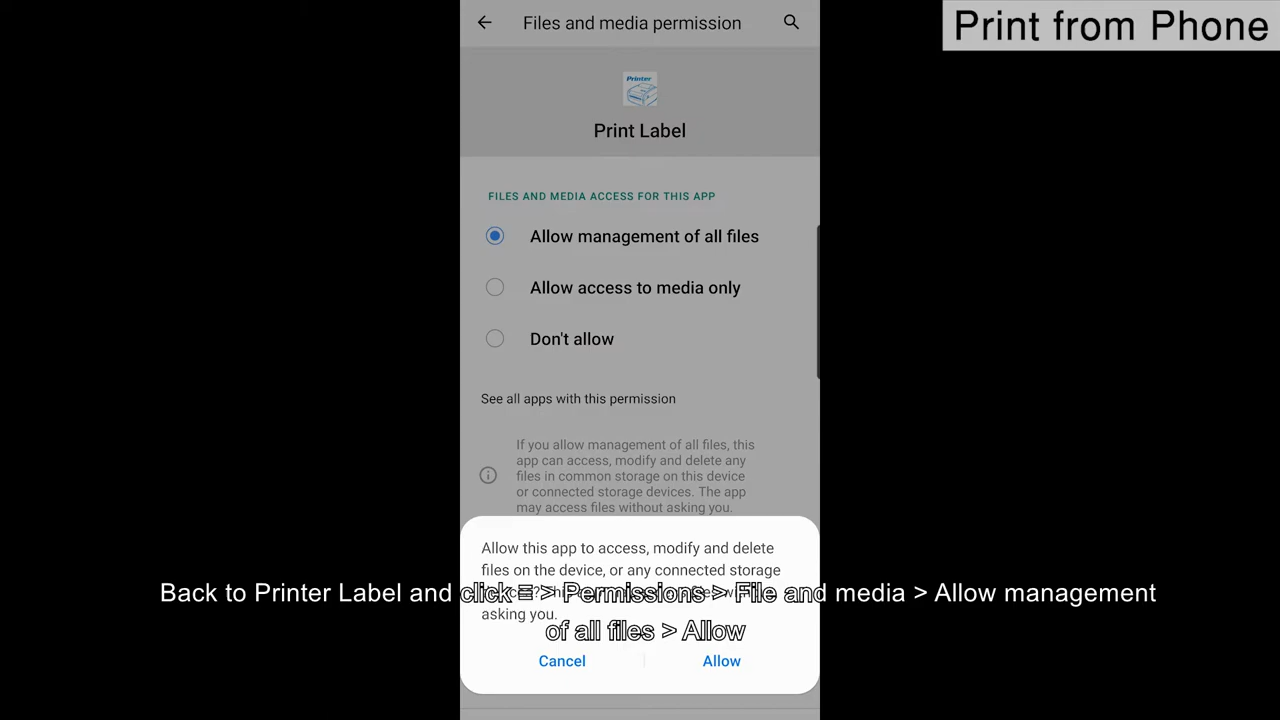 Print from Phone
Files and media permission
Printer
Print Label
FILES AND MEDIA ACCESS FOR THIS APP
Allow management of all files
Allow access to media only
Don't allow
See all apps with this permission
If you allow management of all files, this
app can access, modify and delete any
files in common storage on this device
or connected storage devices. The app
may access files without asking you.
Allow this app to access, modify and delete
files on the device, or any connected storage
asking you.
Back to Printer Label and click ≡ > Permissions > File and media > Allow management
of all files > Allow
Cancel
Allow